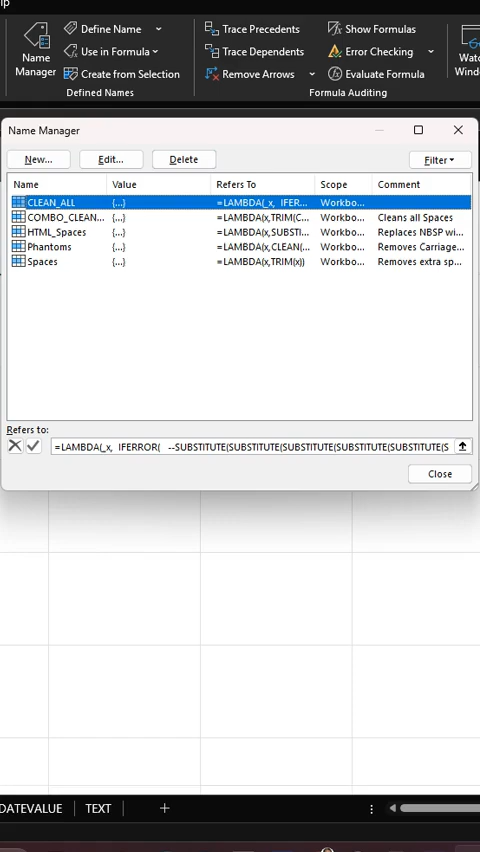 lp
Define Name
Use in Formula
Create from Selection
Name
Manager
Defined Names
Trace Precedents
Trace Dependents
Remove Arrows
Show Formulas
Error Checking
Evaluate Formula
Formula Auditing
Name Manager
New...
Edit...
Delete
Filter
Name Value Refers To Scope Comment
CLEAN_ALL {...} =LAMBDA(_x, IFER... Workbo...
COMBO_CLEAN... {...} =LAMBDA(x,TRIM(C... Workbo... Cleans all Spaces
HTML_Spaces {...} =LAMBDA(x,SUBSTI... Workbo... Replaces NBSP wi...
Phantoms {...} =LAMBDA(x,CLEAN(... Workbo... Removes Carriage...
Spaces {...} =LAMBDA(x,TRIM(x)) Workbo... Removes extra sp...
Refers to:
=LAMBDA(_x, IFERROR( --SUBSTITUTE(SUBSTITUTE(SUBSTITUTE(SUBSTITUTE(SUBSTITUTE(S
Close
DATEVALUE
TEXT